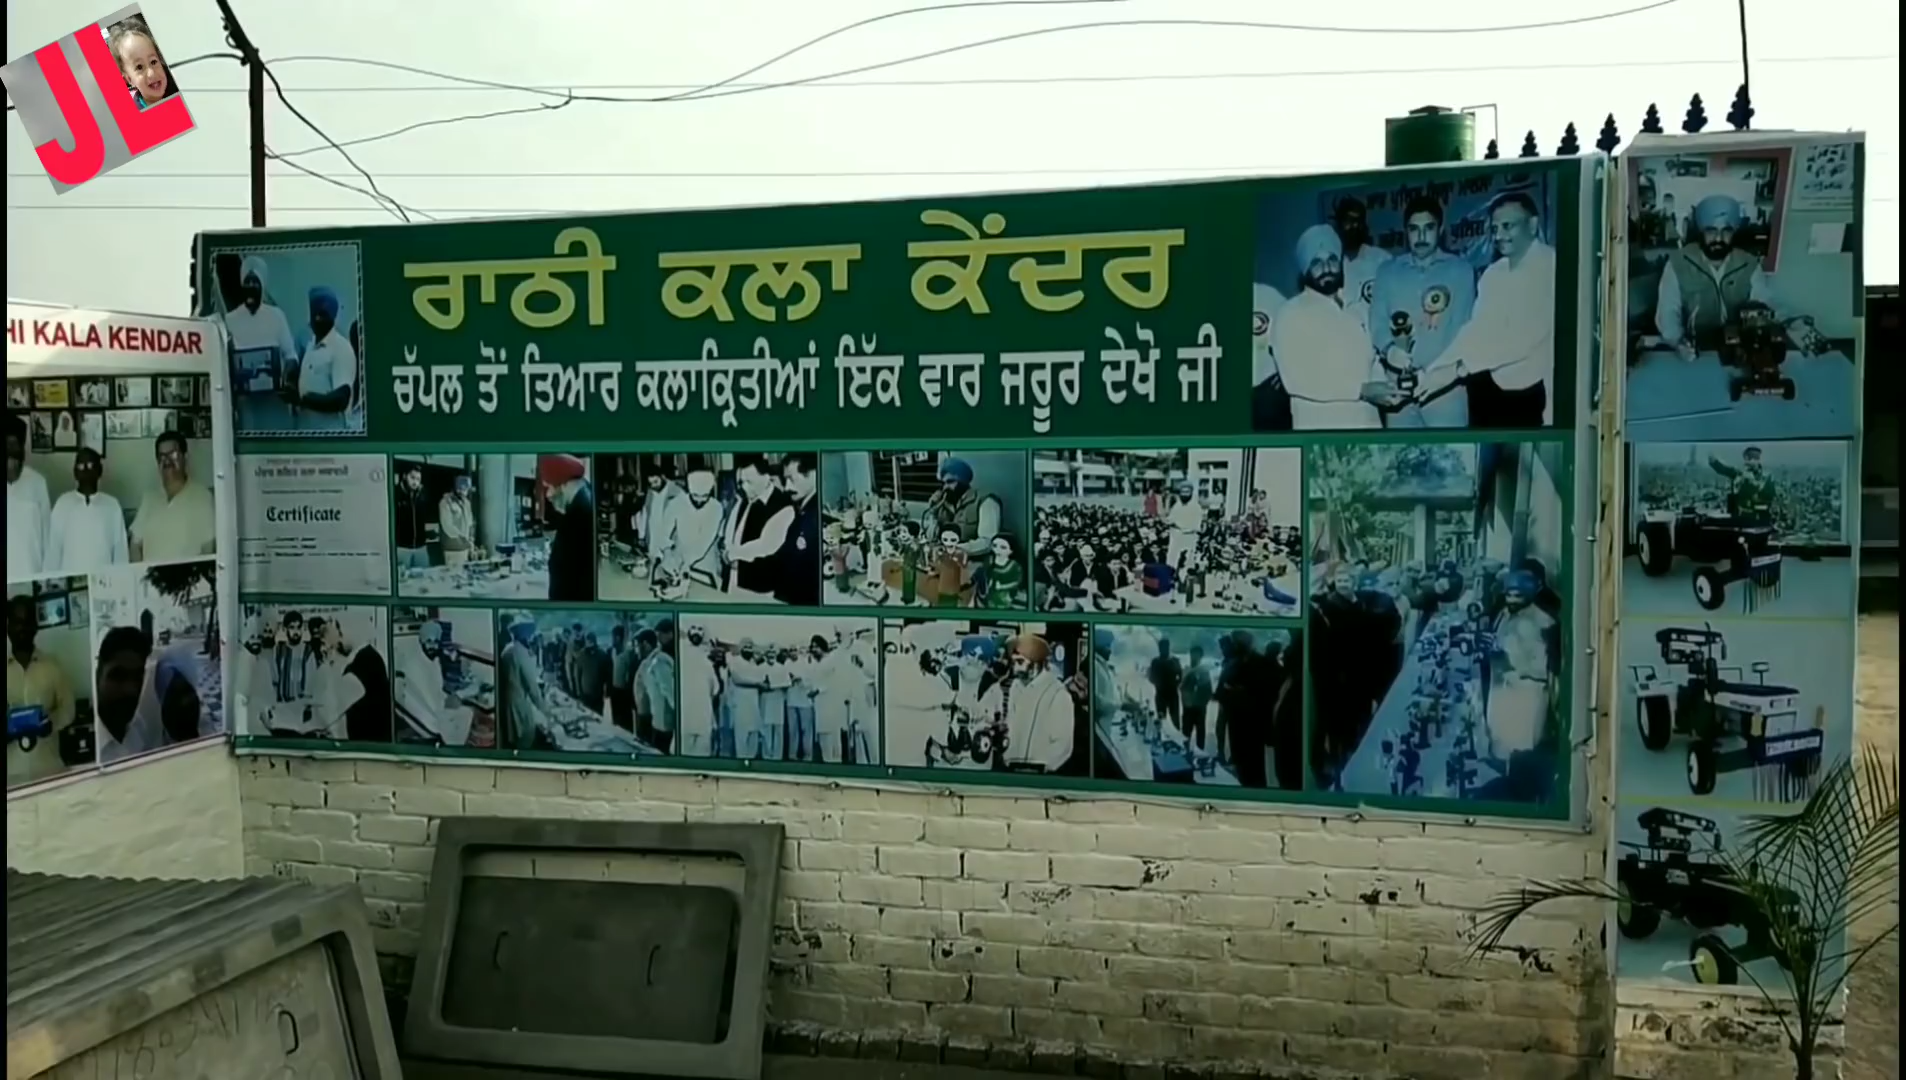 JL
HI KALA KENDAR
ਰਾਠੀ ਕਲਾ ਕੇਂਦਰ
ਚੱਪਲ ਤੋਂ ਤਿਆਰ ਕਲਾਕ੍ਰਿਤੀਆਂ ਇੱਕ ਵਾਰ ਜਰੂਰ ਦੇਖੋ ਜੀ
Certificate